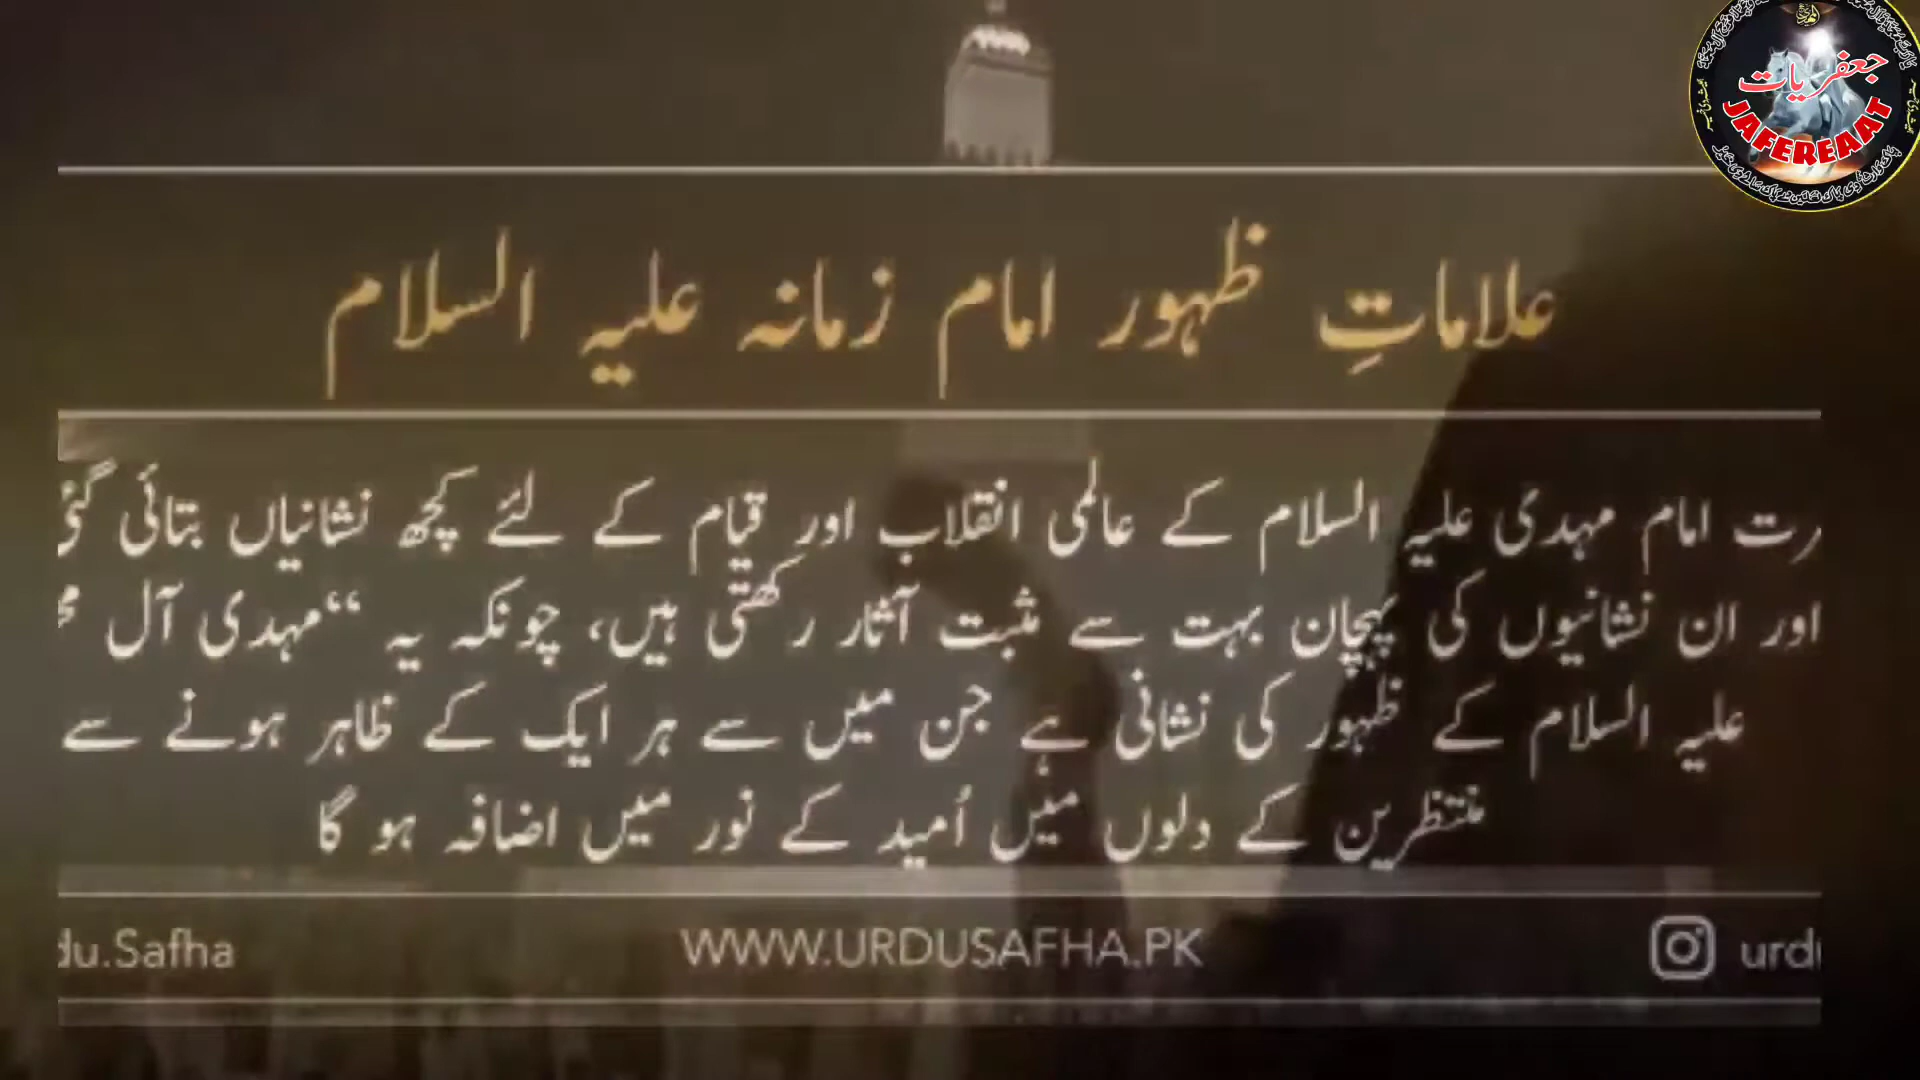 جعفریات
JAFEREAAT
علاماتِ ظہور امام زمانہ علیہ السلام
رت امام مہدی علیہ السلام کے عالمی انقلاب اور قیام کے لئے کچھ نشانیاں بتائی گئی
اور ان نشانیوں کی پہچان بہت سے مثبت آثار رکھتی ہیں، چونکہ یہ “مہدی آل
علیہ السلام کے ظہور کی نشانی ہے جن میں سے ہر ایک کے ظاہر ہونے سے
منتظرین کے دلوں میں اُمید کے نور میں اضافہ ہو گا
du.Safha WWW.URDUSAFHA.PK urdu